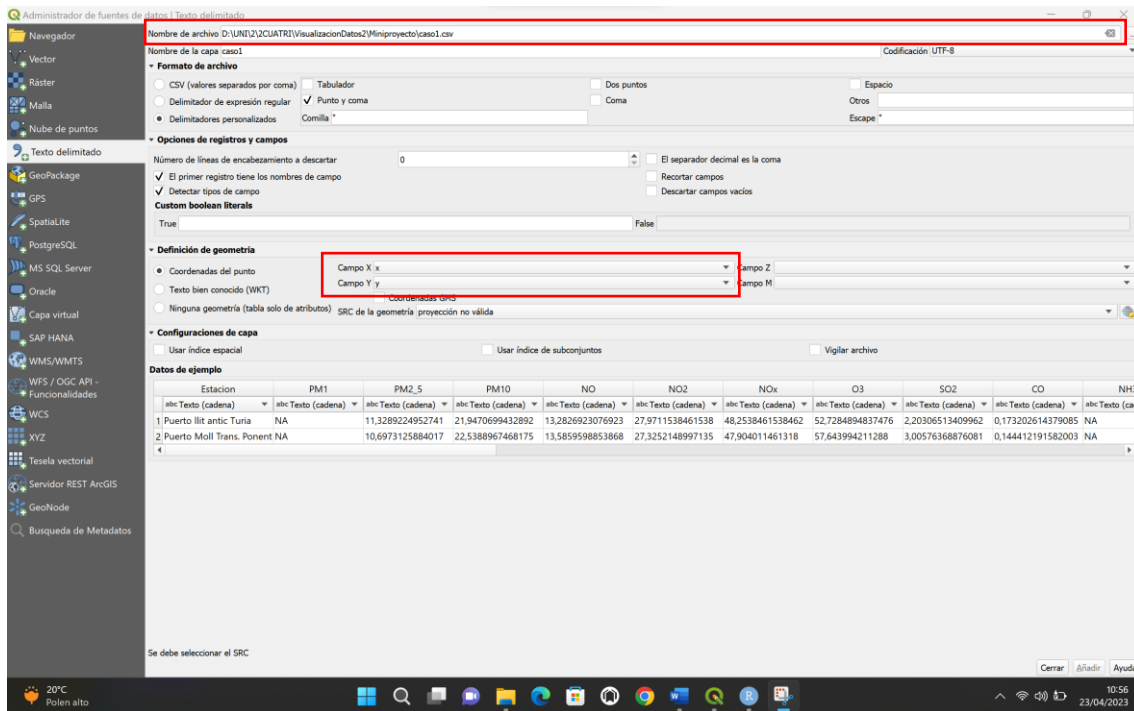 Administrador de fuentes de datos | Texto delimitado
Navegador
Vector
Ráster
Malla
Nube de puntos
Texto delimitado
GeoPackage
GPS
SpatiaLite
PostgreSQL
MS SQL Server
Oracle
Capa virtual
SAP HANA
WMS/WMTS
WFS / OGC API -
Funcionalidades
WCS
XYZ
Tesela vectorial
Servidor REST ArcGIS
GeoNode
Busqueda de Metadatos
Nombre de archivo D:\UNI\2\2CUATRI\VisualizacionDatos2\Miniproyecto\caso1.csv
Nombre de la capa caso1 Codificación UTF-8
Formato de archivo
CSV (valores separados por coma) Tabulador Dos puntos Espacio
Delimitador de expresión regular Punto y coma Coma Otros
Delimitadores personalizados Comilla " Escape "
Opciones de registros y campos
Número de líneas de encabezamiento a descartar 0 El separador decimal es la coma
El primer registro tiene los nombres de campo Recortar campos
Detectar tipos de campo Descartar campos vacíos
Custom boolean literals
True False
Definición de geometría
Coordenadas del punto Campo X x Campo Z
Campo Y y Campo M
Texto bien conocido (WKT) Coordenadas GMS
Ninguna geometría (tabla solo de atributos) SRC de la geometría proyección no válida
Configuraciones de capa
Usar índice espacial Usar índice de subconjuntos Vigilar archivo
Datos de ejemplo
Estacion PM1 PM2_5 PM10 NO NO2 NOx O3 SO2 CO
abc Texto (cadena) abc Texto (cadena) abc Texto (cadena) abc Texto (cadena) abc Texto (cadena) abc Texto (cadena) abc Texto (cadena) abc Texto (cadena) abc Texto (cadena) abc Texto (cadena) abc Texto (ca
1 Puerto llit antic Turia NA 11,3289224952741 21,9470699432892 13,2826923076923 27,9711538461538 48,2538461538462 52,7284894837476 2,20306513409962 0,173202614379085 NA
2 Puerto Moll Trans. Ponent NA 10,6973125884017 22,5388967468175 13,5859598853868 27,3252148997135 47,904011461318 57,643994211288 3,00576368876081 0,144412191582003 NA
Se debe seleccionar el SRC
Cerrar Añadir Ayuda
20°C
Polen alto
10:56
23/04/2023